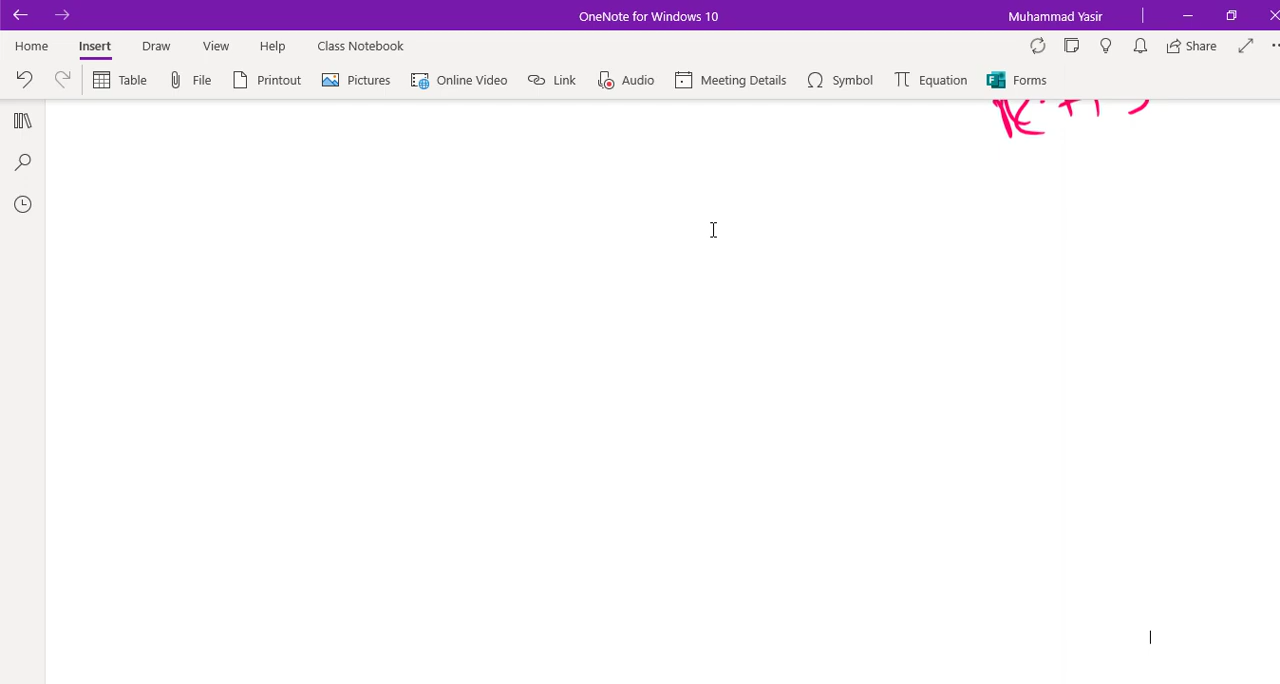 OneNote for Windows 10
Muhammad Yasir
Home Insert Draw View Help Class Notebook Share
Table File Printout Pictures Online Video Link Audio Meeting Details Symbol Equation Forms